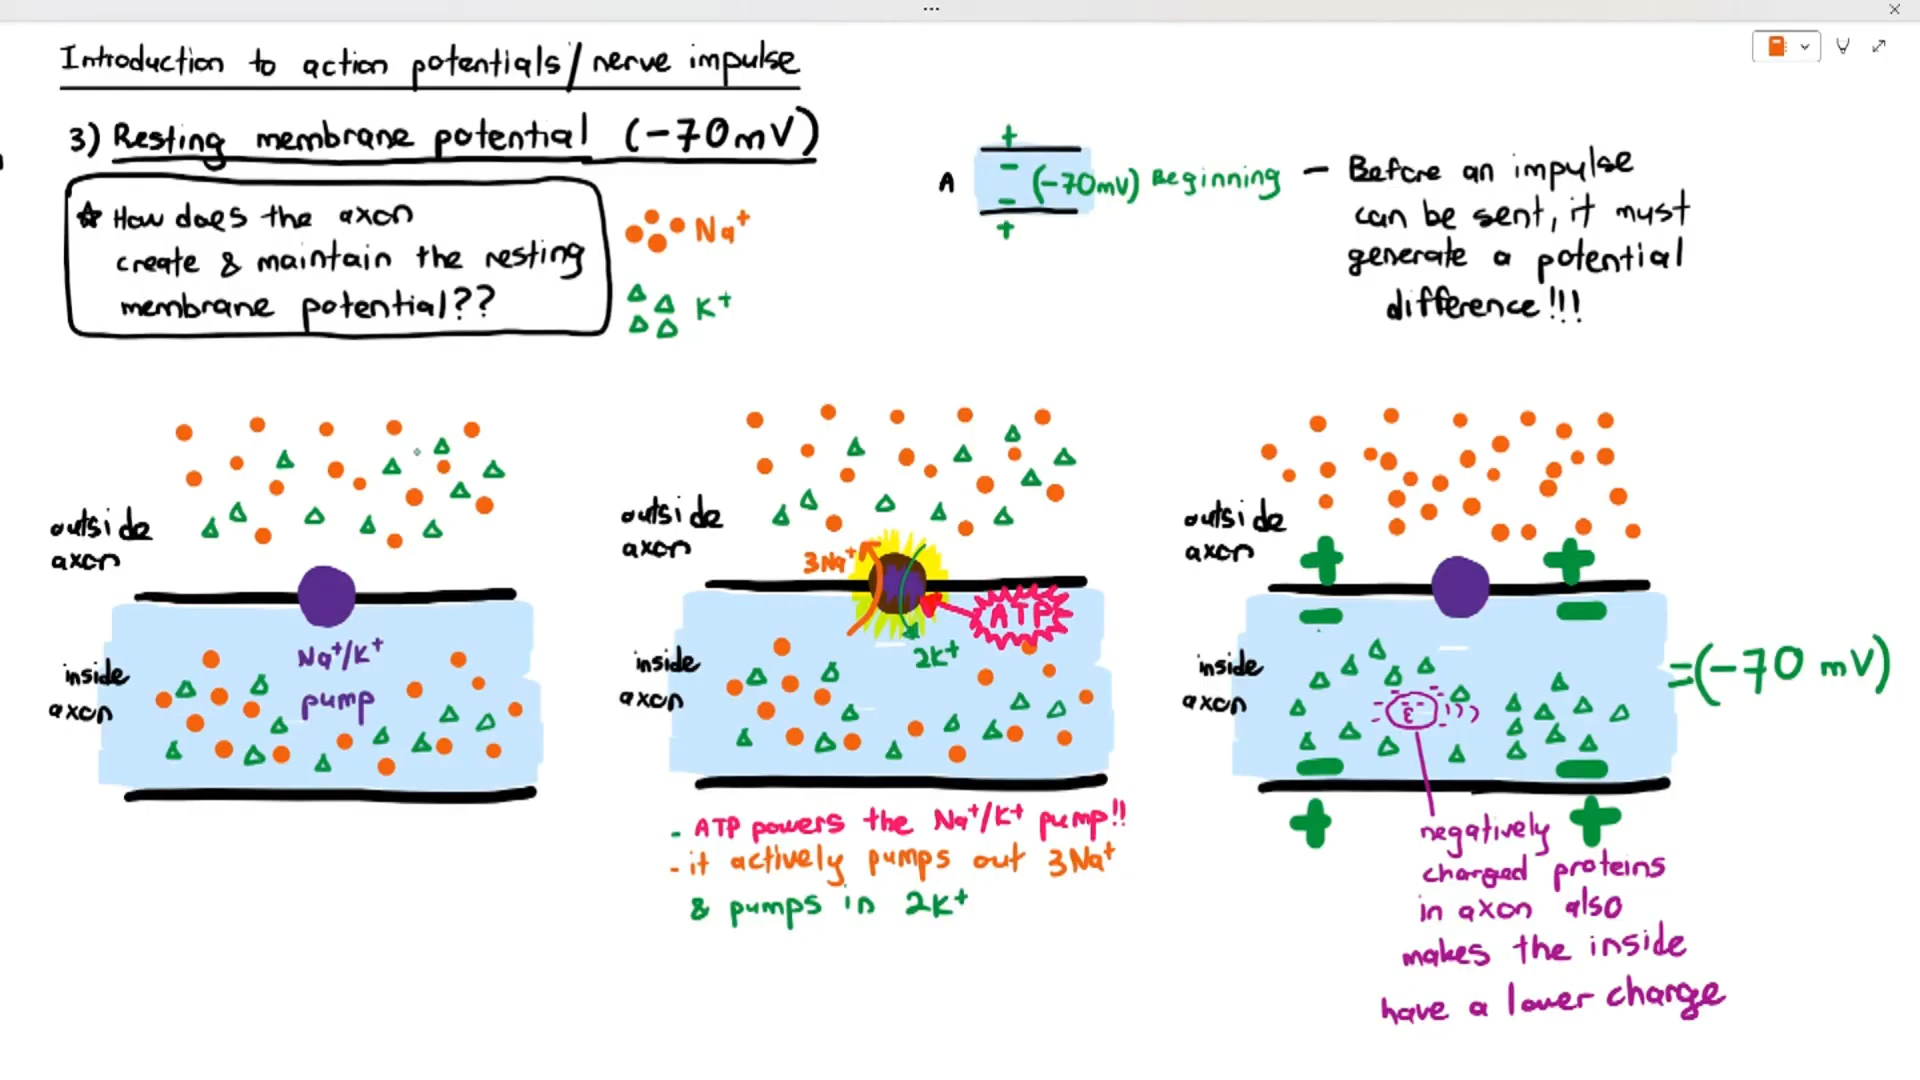 Introduction to action potentials/nerve impulse
3) Resting membrane potential (-70mV)
☆ How does the axon
create & maintain the resting
membrane potential??
Na⁺
K⁺
A
+
-
(-70mV) Beginning
-
+
- Before an impulse
can be sent, it must
generate a potential
difference!!!
outside
axon
Na⁺/K⁺
pump
inside
axon
outside
axon
3Na⁺
ATP
2K⁺
inside
axon
- ATP powers the Na⁺/K⁺ pump!!
- it actively pumps out 3Na⁺
& pumps in 2K⁺
outside
axon
+ +
- -
inside
axon
=(-70 mV)
- -
+ +
negatively
charged proteins
in axon also
makes the inside
have a lower charge